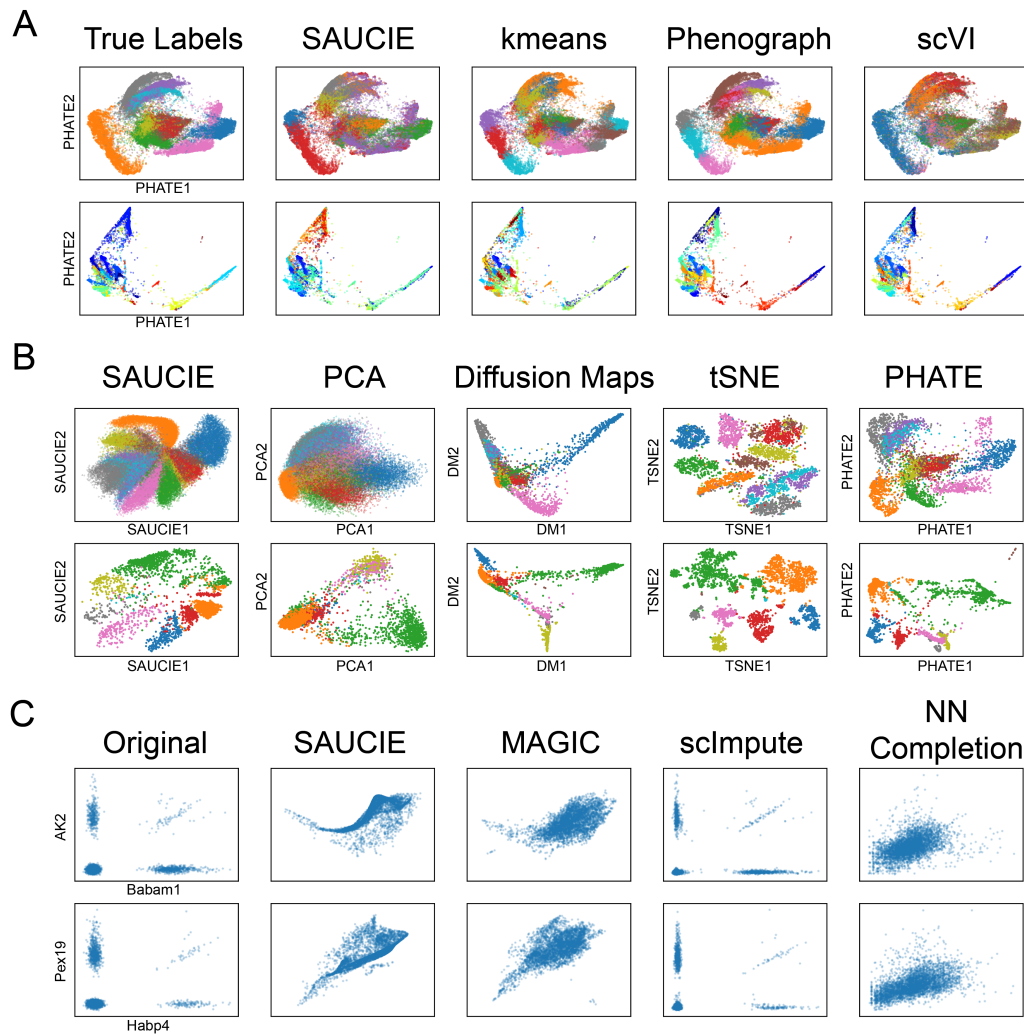 A
True Labels SAUCIE kmeans Phenograph scVI
PHATE2
PHATE1
PHATE2
PHATE1
B
SAUCIE PCA Diffusion Maps tSNE PHATE
SAUCIE2 PCA2 DM2 TSNE2 PHATE2
SAUCIE1 PCA1 DM1 TSNE1 PHATE1
SAUCIE2 PCA2 DM2 TSNE2 PHATE2
SAUCIE1 PCA1 DM1 TSNE1 PHATE1
C
Original SAUCIE MAGIC scImpute NN Completion
AK2
Babam1
Pex19
Habp4